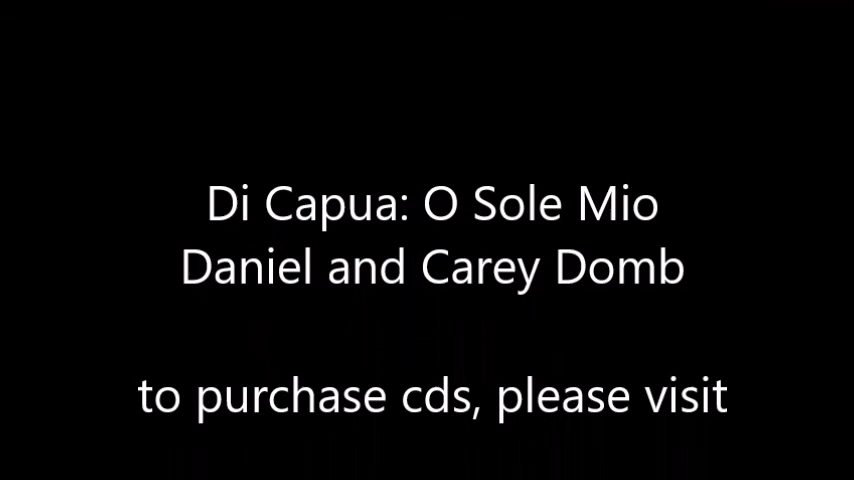 Di Capua: O Sole Mio
Daniel and Carey Domb
to purchase cds, please visit